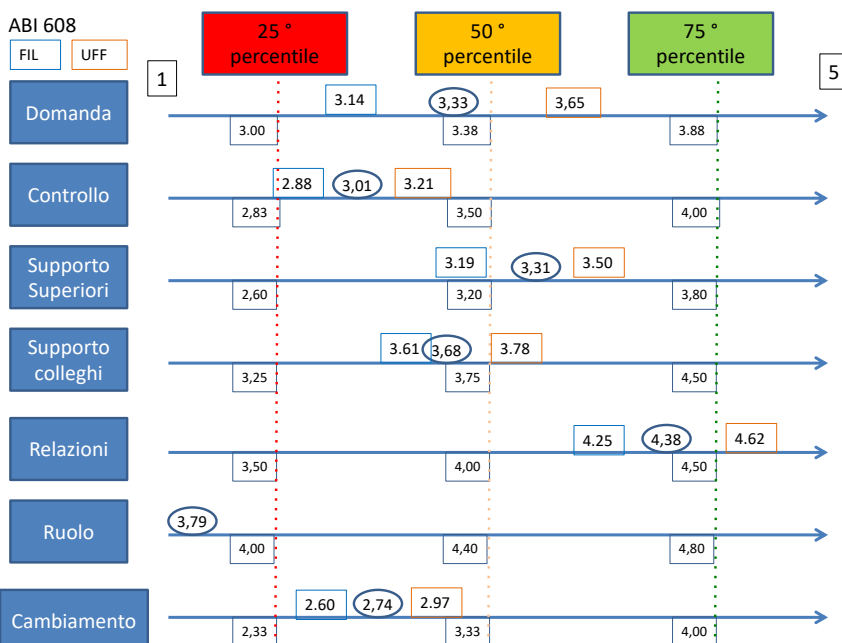 ABI 608
FIL UFF
25 ° percentile
50 ° percentile
75 ° percentile
1
5
Domanda
3.14 3,33 3,65
3.00 3.38 3.88
Controllo
2.88 3,01 3.21
2,83 3,50 4,00
Supporto
Superiori
3.19 3,31 3.50
2,60 3,20 3,80
Supporto
colleghi
3.61 3,68 3.78
3,25 3,75 4,50
Relazioni
4.25 4,38 4.62
3,50 4,00 4,50
Ruolo
3,79
4,00 4,40 4,80
Cambiamento
2.60 2,74 2.97
2,33 3,33 4,00